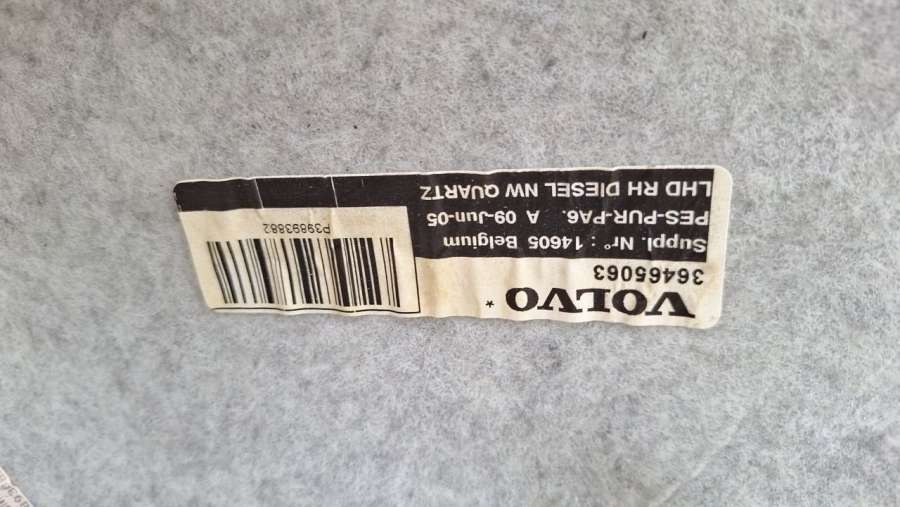 VOLVO *
36465063
Suppl. Nr° : 14605 Belgium
PES-PUR-PA6. A 09-Jun-05
LHD RH DIESEL NW QUARTZ
P39893882